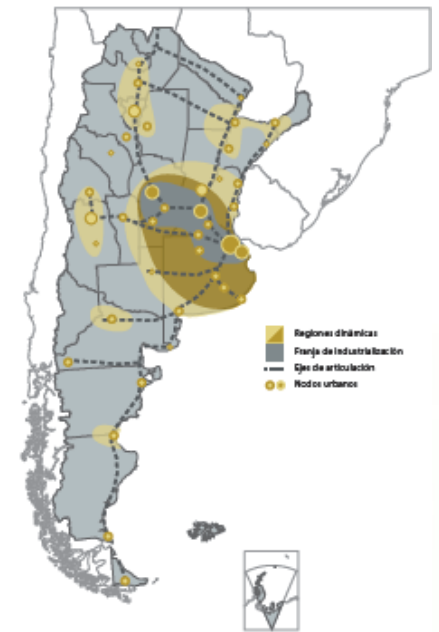 Regiones dinámicas
Franja de industrialización
Ejes de articulación
Nodos urbanos